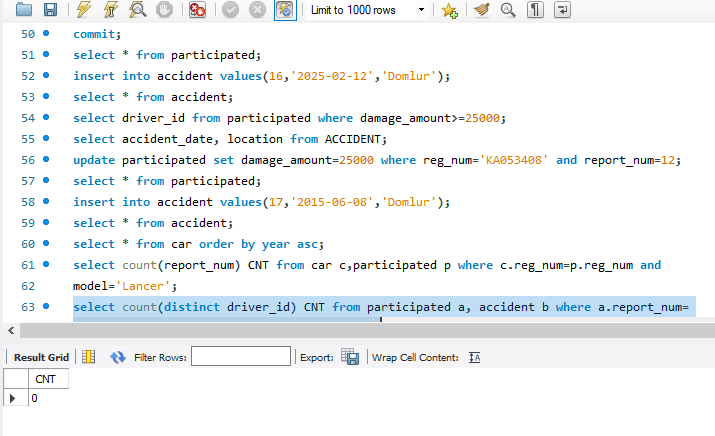 Limit to 1000 rows
50 commit;
51 select * from participated;
52 insert into accident values(16,'2025-02-12','Domlur');
53 select * from accident;
54 select driver_id from participated where damage_amount>=25000;
55 select accident_date, location from ACCIDENT;
56 update participated set damage_amount=25000 where reg_num='KA053408' and report_num=12;
57 select * from participated;
58 insert into accident values(17,'2015-06-08','Domlur');
59 select * from accident;
60 select * from car order by year asc;
61 select count(report_num) CNT from car c,participated p where c.reg_num=p.reg_num and
62 model='Lancer';
63 select count(distinct driver_id) CNT from participated a, accident b where a.report_num=
Result Grid Filter Rows: Export: Wrap Cell Content: IA
CNT
0